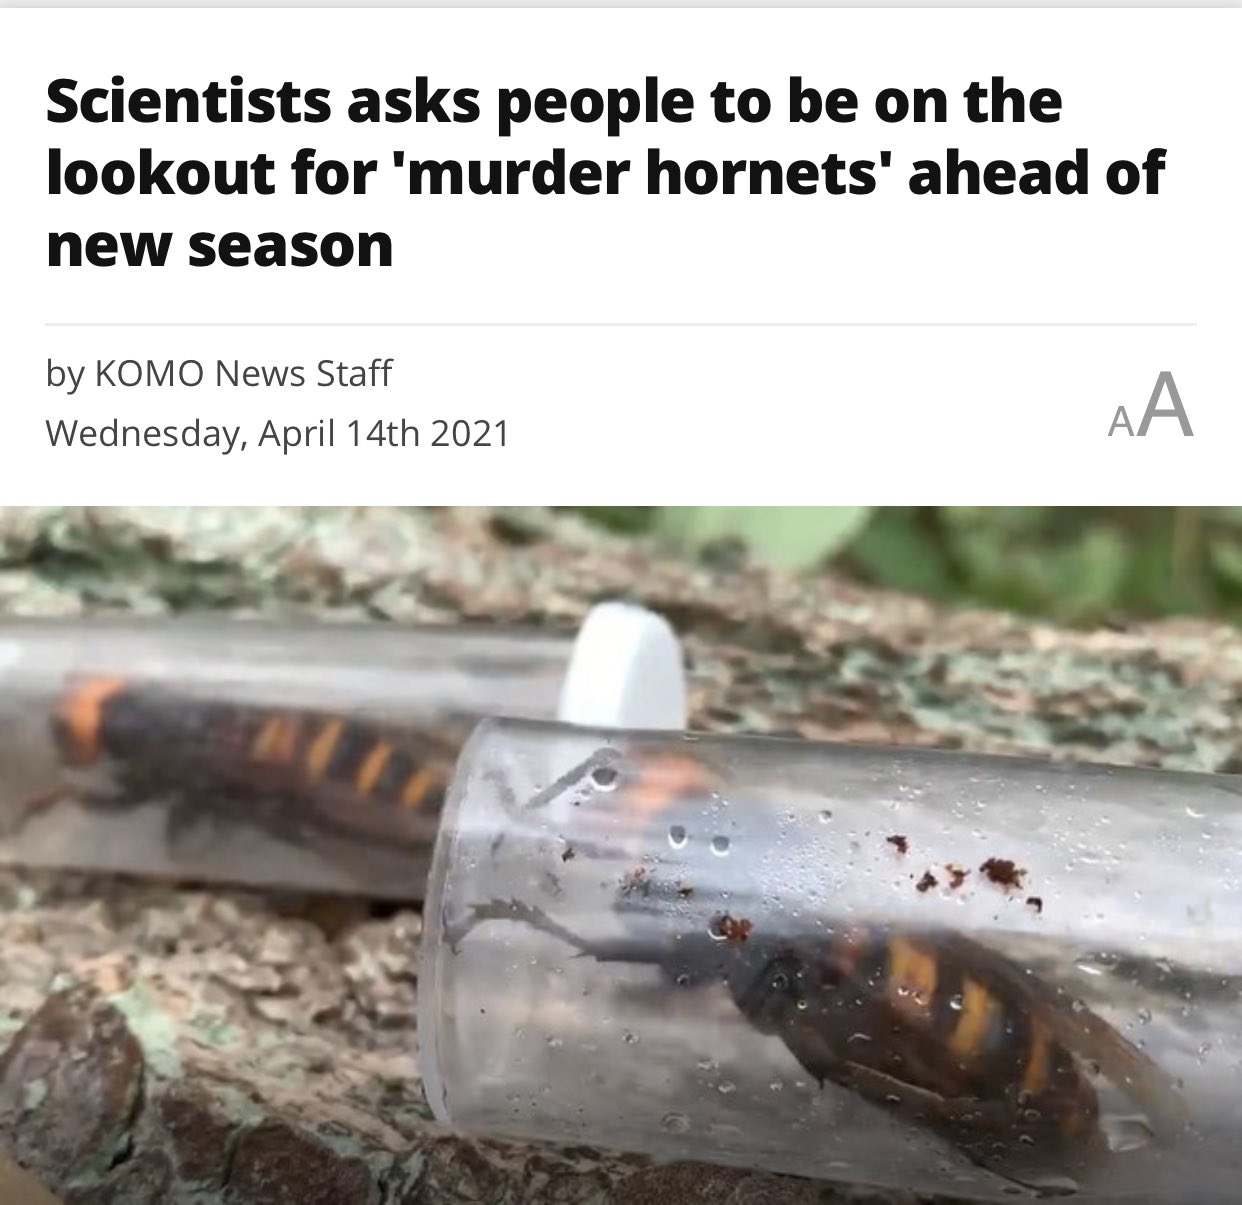 Scientists asks people to be on the
lookout for 'murder hornets' ahead of
new season
by KOMO News Staff
Wednesday, April 14th 2021
AA